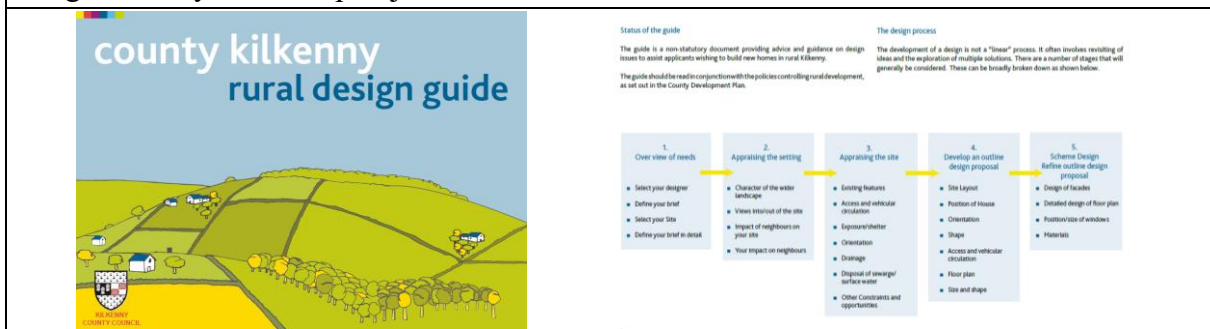 county kilkenny
rural design guide
KILKENNY
COUNTY COUNCIL
Status of the guide
The guide is a non-statutory document providing advice and guidance on design
issues to assist applicants wishing to build new homes in rural Kilkenny.
The guide should be read in conjunction with the policies controlling rural development,
as set out in the County Development Plan.
The design process
The development of a design is not a "linear" process. It often involves revisiting of
ideas and the exploration of multiple solutions. There are a number of stages that will
generally be considered. These can be broadly broken down as shown below.
1.
Over view of needs
Select your designer
Define your brief
Select your Site
Define your brief in detail
2.
Appraising the setting
Character of the wider
landscape
Views into/out of the site
Impact of neighbours on
your site
Your impact on neighbours
3.
Appraising the site
Existing features
Access and vehicular
circulation
Exposure/shelter
Orientation
Drainage
Disposal of sewarge/
surface water
Other Constraints and
opportunities
4.
Develop an outline
design proposal
Site Layout
Position of House
Orientation
Shape
Access and vehicular
circulation
Floor plan
Size and shape
5.
Scheme Design
Refine outline design
proposal
Design of facades
Detailed design of floor plan
Position/size of windows
Materials